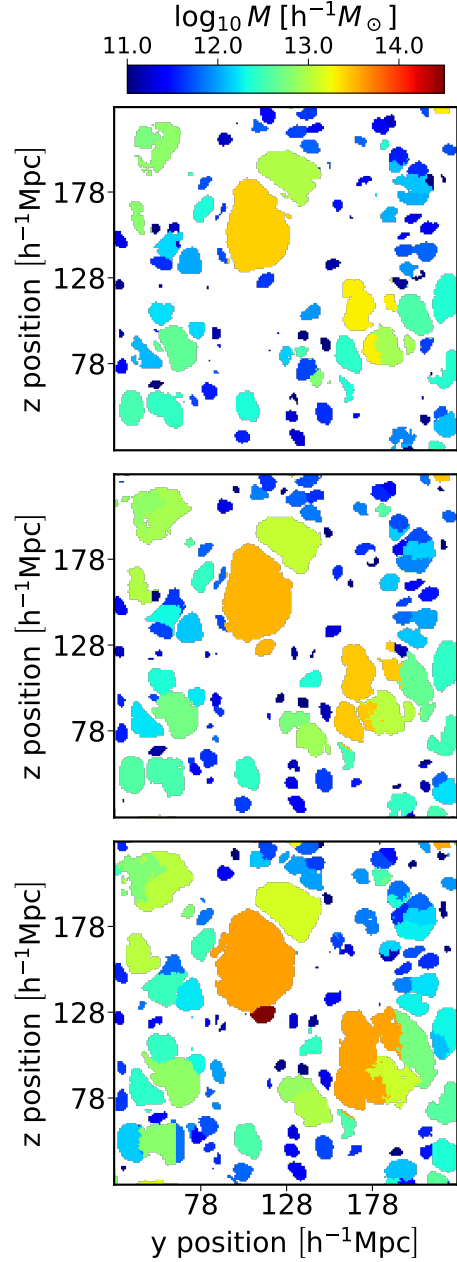 log₁₀ M [h⁻¹M⊙]
11.0 12.0 13.0 14.0
z position [h⁻¹Mpc]
178
128
78
z position [h⁻¹Mpc]
178
128
78
z position [h⁻¹Mpc]
178
128
78
78 128 178
y position [h⁻¹Mpc]